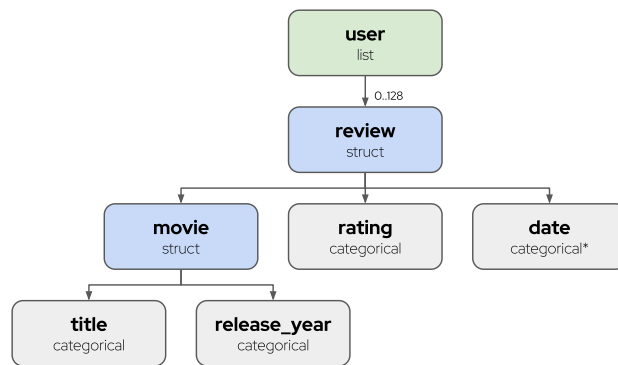 user
list
0..128
review
struct
movie
struct
rating
categorical
date
categorical*
title
categorical
release_year
categorical